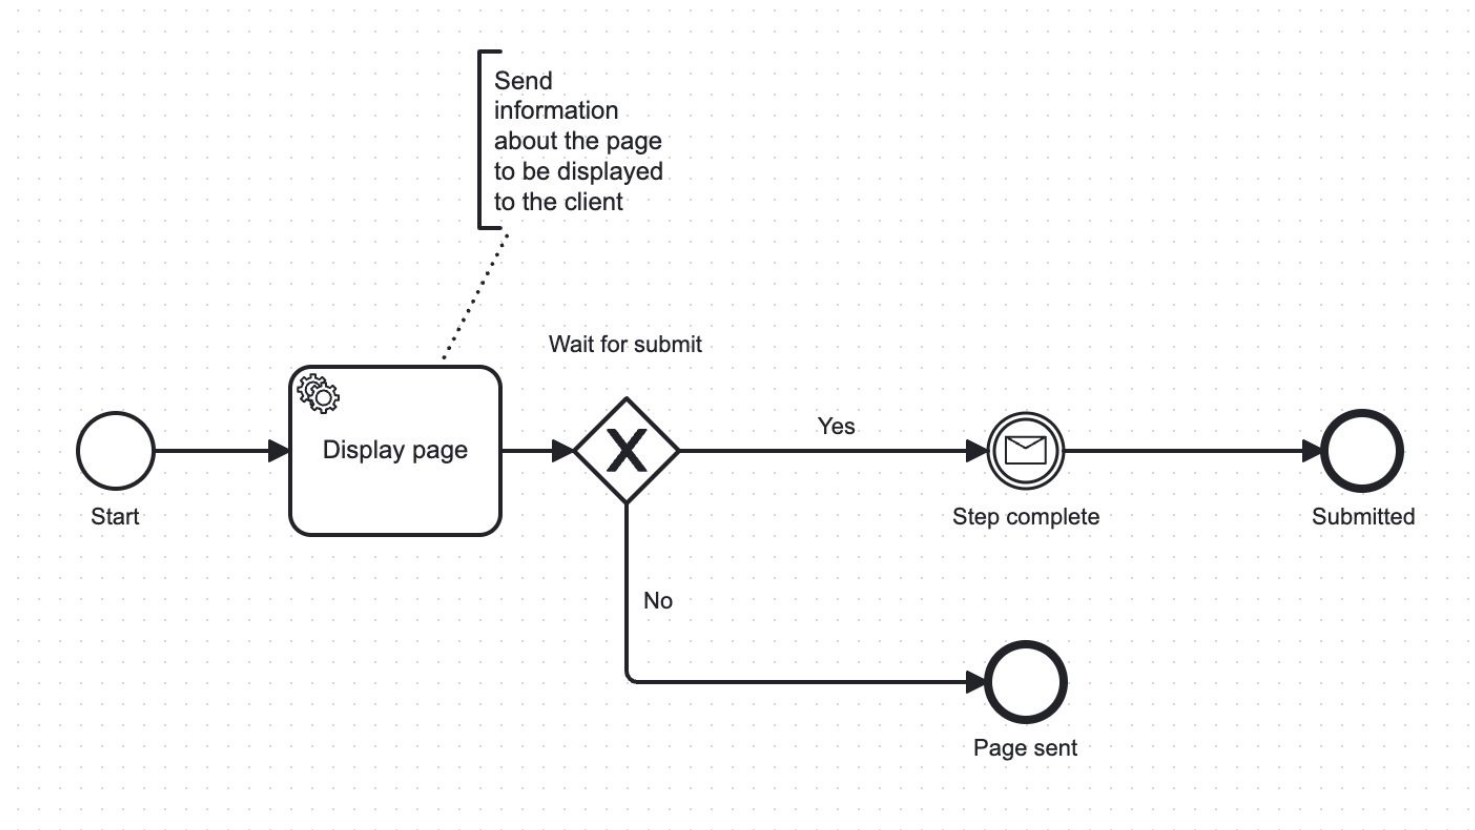 Send
information
about the page
to be displayed
to the client
Wait for submit
Display page
Yes
Start
Step complete
Submitted
No
Page sent